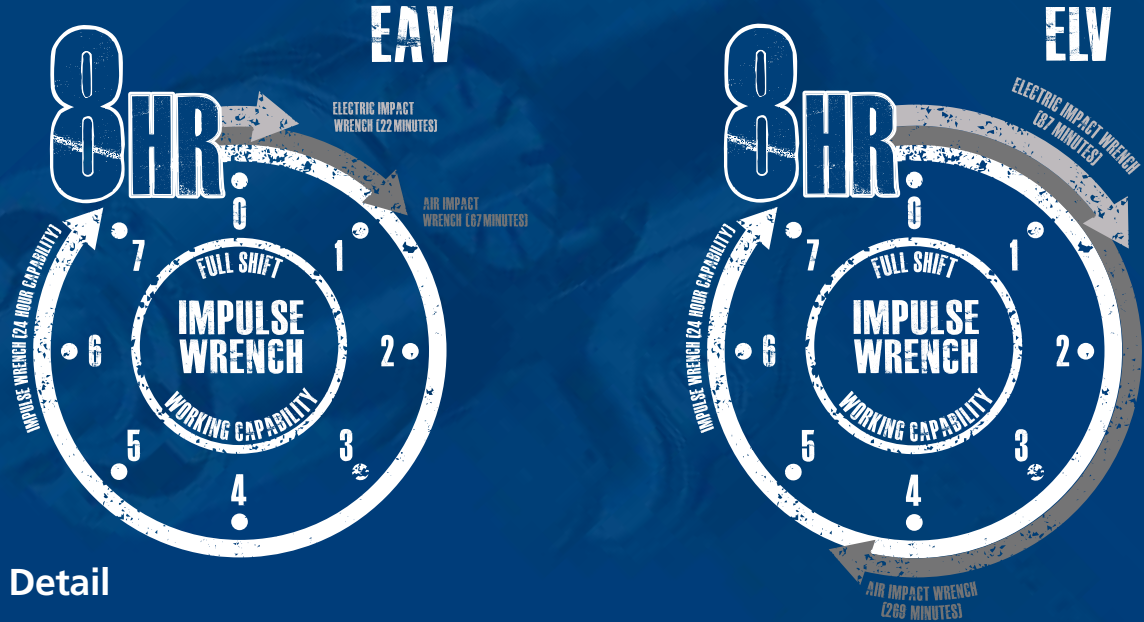 EAV
8HR
ELECTRIC IMPACT
WRENCH (22 MINUTES)
AIR IMPACT
WRENCH (67 MINUTES)
IMPULSE WRENCH (24 HOUR CAPABILITY)
0
1
2
3
4
5
6
7
FULL SHIFT
IMPULSE
WRENCH
WORKING CAPABILITY
ELV
8HR
ELECTRIC IMPACT WRENCH
(87 MINUTES)
IMPULSE WRENCH (24 HOUR CAPABILITY)
0
1
2
3
4
5
6
7
FULL SHIFT
IMPULSE
WRENCH
WORKING CAPABILITY
AIR IMPACT WRENCH
(269 MINUTES)
Detail